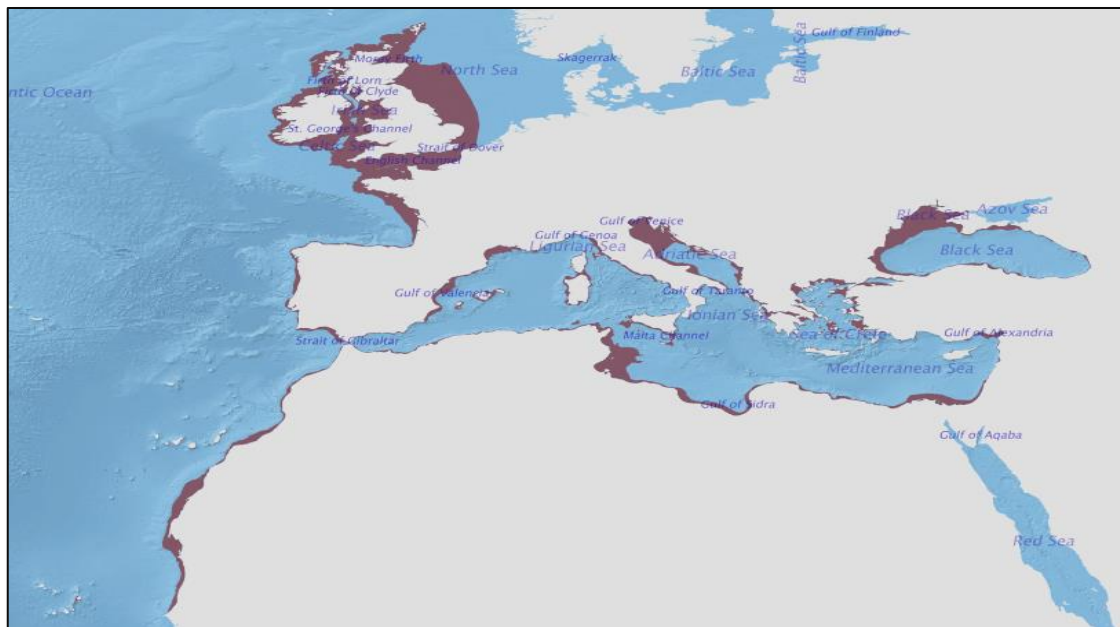 Gulf of Finland
Baltic Sea
Skagerrak
Moray Firth
North Sea
Baltic Sea
Firth of Lorn
ntic Ocean
Firth of Clyde
Irish Sea
St. George's Channel
Celtic Sea
Strait of Dover
English Channel
Black Sea
Azov Sea
Gulf of Venice
Gulf of Genoa
Ligurian Sea
Adriatic Sea
Black Sea
Gulf of Valencia
Gulf of Taranto
Ionian Sea
Strait of Gibraltar
Malta Channel
Sea of Crete
Gulf of Alexandria
Mediterranean Sea
Gulf of Sidra
Gulf of Aqaba
Red Sea